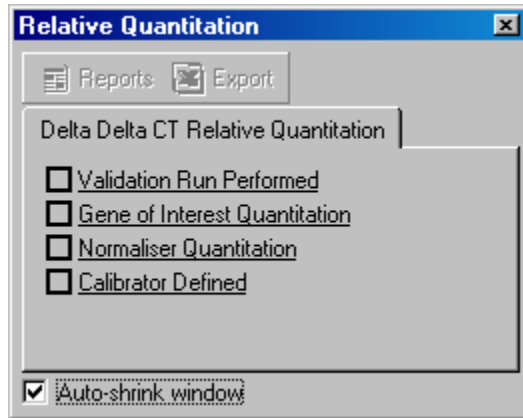 Relative Quantitation
Reports Export
Delta Delta CT Relative Quantitation
Validation Run Performed
Gene of Interest Quantitation
Normaliser Quantitation
Calibrator Defined
Auto-shrink window